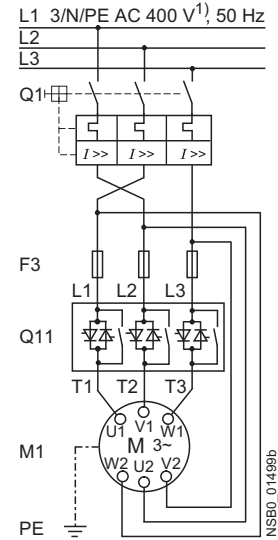 L1 3/N/PE AC 400 V1), 50 Hz
L2
L3
Q1
I >> I >> I >>
F3
L1 L2 L3
Q11
T1 T2 T3
U1 V1 W1
M1 M 3~
W2 U2 V2
PE
NSB0_01499b